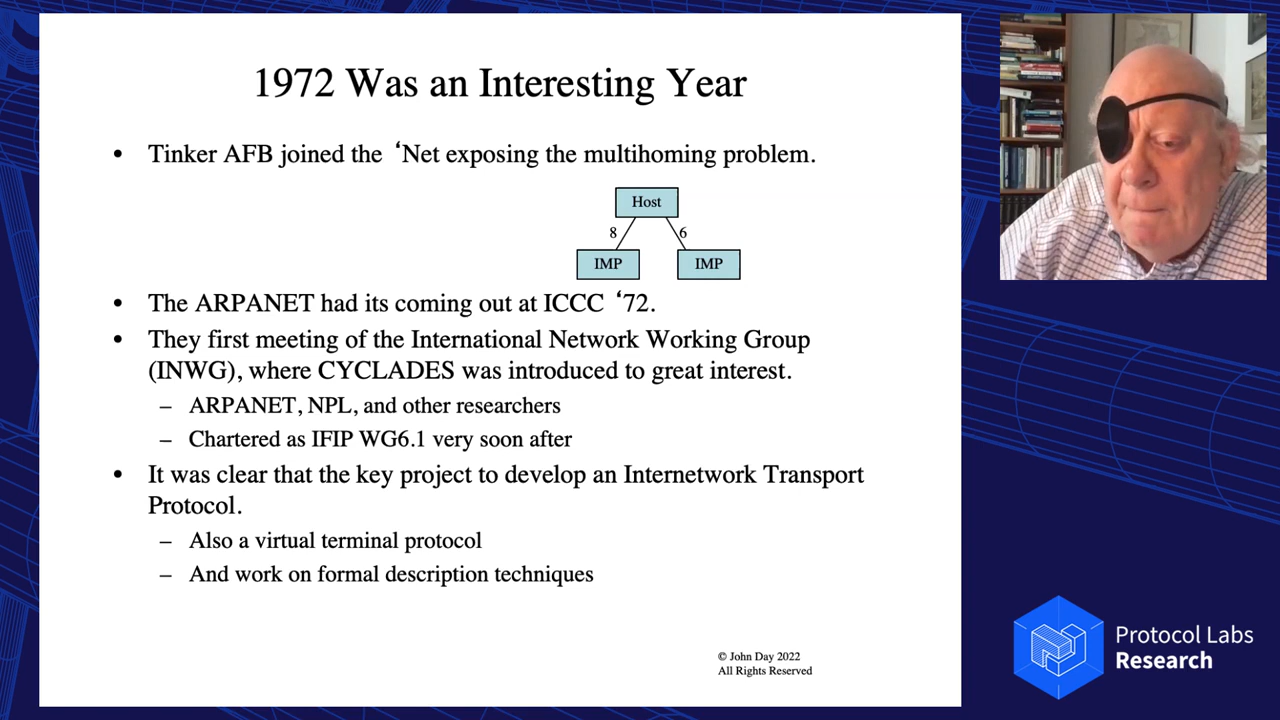 1972 Was an Interesting Year
• Tinker AFB joined the ‘Net exposing the multihoming problem.
Host
8 6
IMP IMP
• The ARPANET had its coming out at ICCC ‘72.
• They first meeting of the International Network Working Group
(INWG), where CYCLADES was introduced to great interest.
– ARPANET, NPL, and other researchers
– Chartered as IFIP WG6.1 very soon after
• It was clear that the key project to develop an Internetwork Transport
Protocol.
– Also a virtual terminal protocol
– And work on formal description techniques
© John Day 2022
All Rights Reserved
Protocol Labs
Research